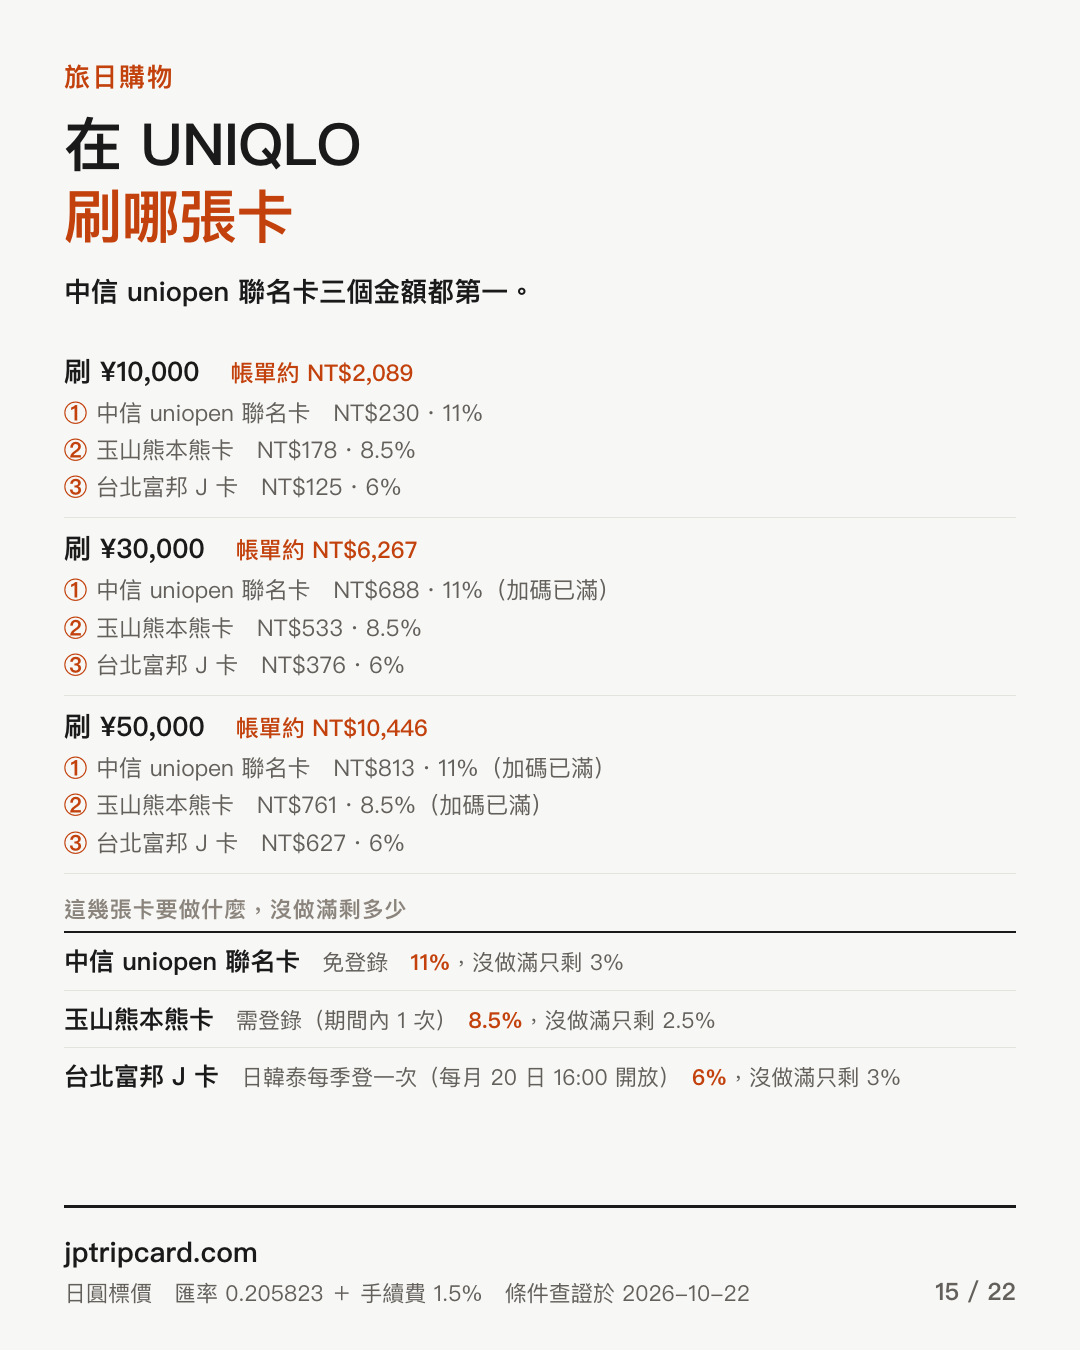 旅日購物
在 UNIQLO
刷哪張卡
中信 uniopen 聯名卡三個金額都第一。
刷 ¥10,000 帳單約 NT$2,089
① 中信 uniopen 聯名卡 NT$230 · 11%
② 玉山熊本熊卡 NT$178 · 8.5%
③ 台北富邦 J 卡 NT$125 · 6%
刷 ¥30,000 帳單約 NT$6,267
① 中信 uniopen 聯名卡 NT$688 · 11%（加碼已滿）
② 玉山熊本熊卡 NT$533 · 8.5%
③ 台北富邦 J 卡 NT$376 · 6%
刷 ¥50,000 帳單約 NT$10,446
① 中信 uniopen 聯名卡 NT$813 · 11%（加碼已滿）
② 玉山熊本熊卡 NT$761 · 8.5%（加碼已滿）
③ 台北富邦 J 卡 NT$627 · 6%
這幾張卡要做什麼，沒做滿剩多少
中信 uniopen 聯名卡 免登錄 11%，沒做滿只剩 3%
玉山熊本熊卡 需登錄（期間內 1 次） 8.5%，沒做滿只剩 2.5%
台北富邦 J 卡 日韓泰每季登一次（每月 20 日 16:00 開放） 6%，沒做滿只剩 3%
jptripcard.com
日圓標價 匯率 0.205823 + 手續費 1.5% 條件查證於 2026-10-22 15 / 22